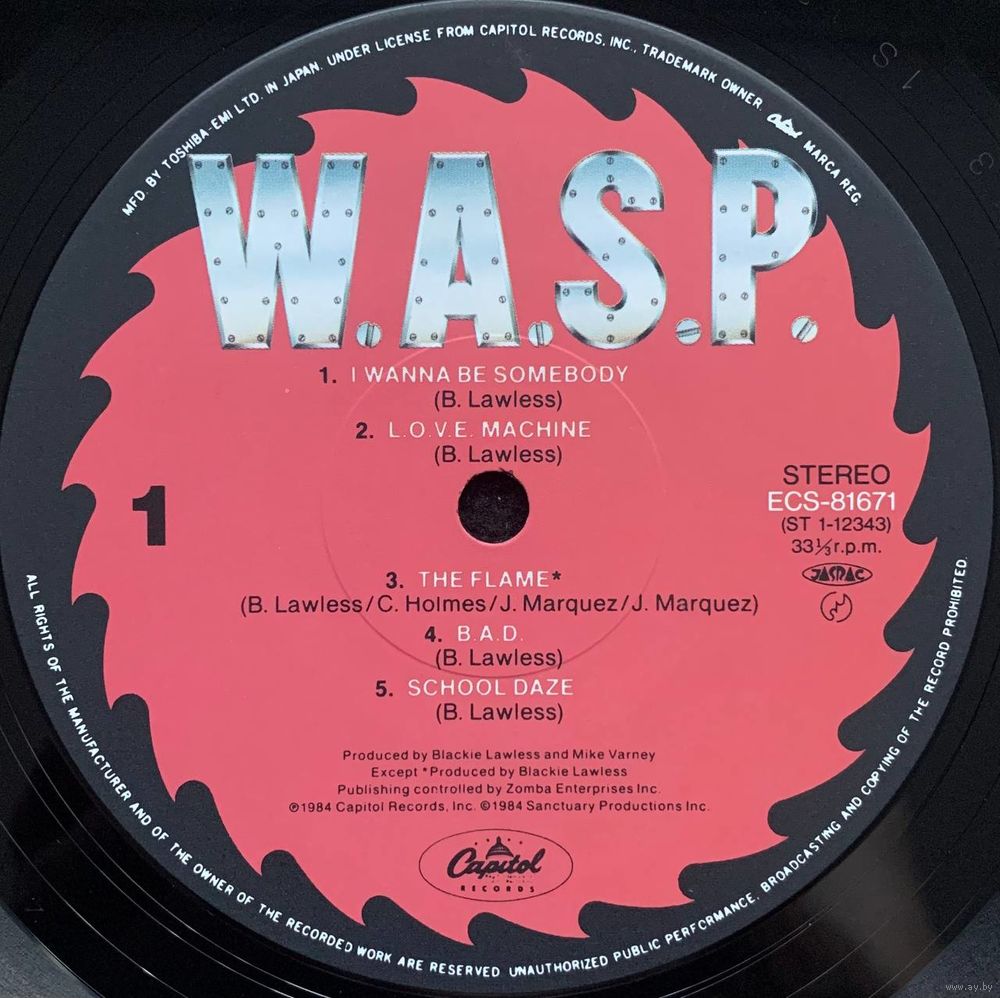 MFD. BY TOSHIBA-EMI LTD. IN JAPAN. UNDER LICENSE FROM CAPITOL RECORDS, INC., TRADEMARK OWNER. Capitol MARCA REG.
W.A.S.P.
1. I WANNA BE SOMEBODY
(B. Lawless)
2. L.O.V.E. MACHINE
(B. Lawless)
1
STEREO
ECS-81671
(ST 1-12343)
33⅓r.p.m.
JASRAC
3. THE FLAME*
(B. Lawless/C. Holmes/J. Marquez/J. Marquez)
4. B.A.D.
(B. Lawless)
5. SCHOOL DAZE
(B. Lawless)
Produced by Blackie Lawless and Mike Varney
Except *Produced by Blackie Lawless
Publishing controlled by Zomba Enterprises Inc.
℗1984 Capitol Records, Inc. ©1984 Sanctuary Productions Inc.
Capitol
RECORDS
ALL RIGHTS OF THE MANUFACTURER AND OF THE OWNER OF THE RECORDED WORK ARE RESERVED. UNAUTHORIZED PUBLIC PERFORMANCE, BROADCASTING AND COPYING OF THE RECORD PROHIBITED.
www.ay.by